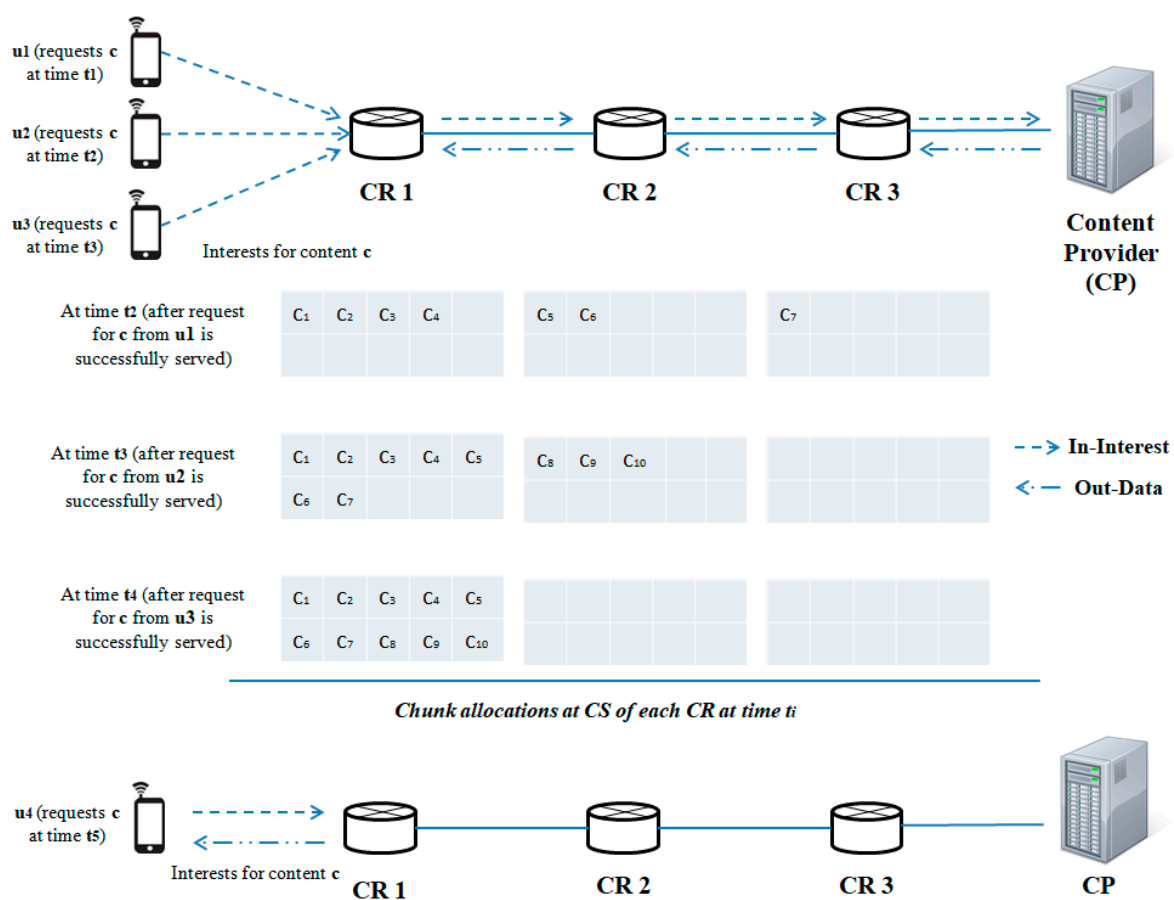 u1 (requests c
at time t1)
u2 (requests c
at time t2)
u3 (requests c
at time t3)
CR 1
CR 2
CR 3
Interests for content c
Content
Provider
(CP)
At time t2 (after request
for c from u1 is
successfully served)
C₁ C₂ C₃ C₄
C₅ C₆
C₇
At time t3 (after request
for c from u2 is
successfully served)
C₁ C₂ C₃ C₄ C₅
C₆ C₇
C₈ C₉ C₁₀
In-Interest
Out-Data
At time t4 (after request
for c from u3 is
successfully served)
C₁ C₂ C₃ C₄ C₅
C₆ C₇ C₈ C₉ C₁₀
Chunk allocations at CS of each CR at time ti
u4 (requests c
at time t5)
Interests for content c
CR 1
CR 2
CR 3
CP